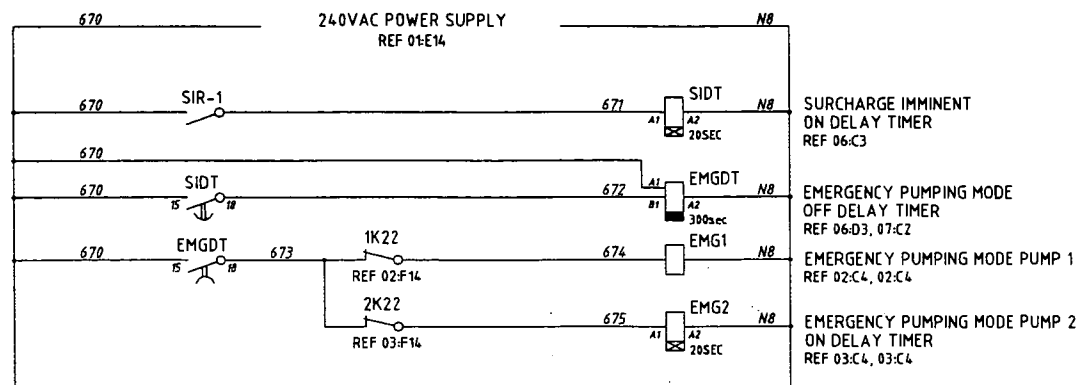 670 240VAC POWER SUPPLY N8
REF 01:E14
670 SIR-1 671 SIDT N8 SURCHARGE IMMINENT
A1 A2 ON DELAY TIMER
20SEC REF 06:C3
670
670 SIDT 672 A1 EMGDT N8 EMERGENCY PUMPING MODE
15 18 B1 A2 OFF DELAY TIMER
300sec REF 06:D3, 07:C2
670 EMGDT 673 1K22 674 EMG1 N8 EMERGENCY PUMPING MODE PUMP 1
15 18 REF 02:F14 REF 02:C4, 02:C4
2K22 675 EMG2 N8 EMERGENCY PUMPING MODE PUMP 2
REF 03:F14 A1 A2 ON DELAY TIMER
20SEC REF 03:C4, 03:C4